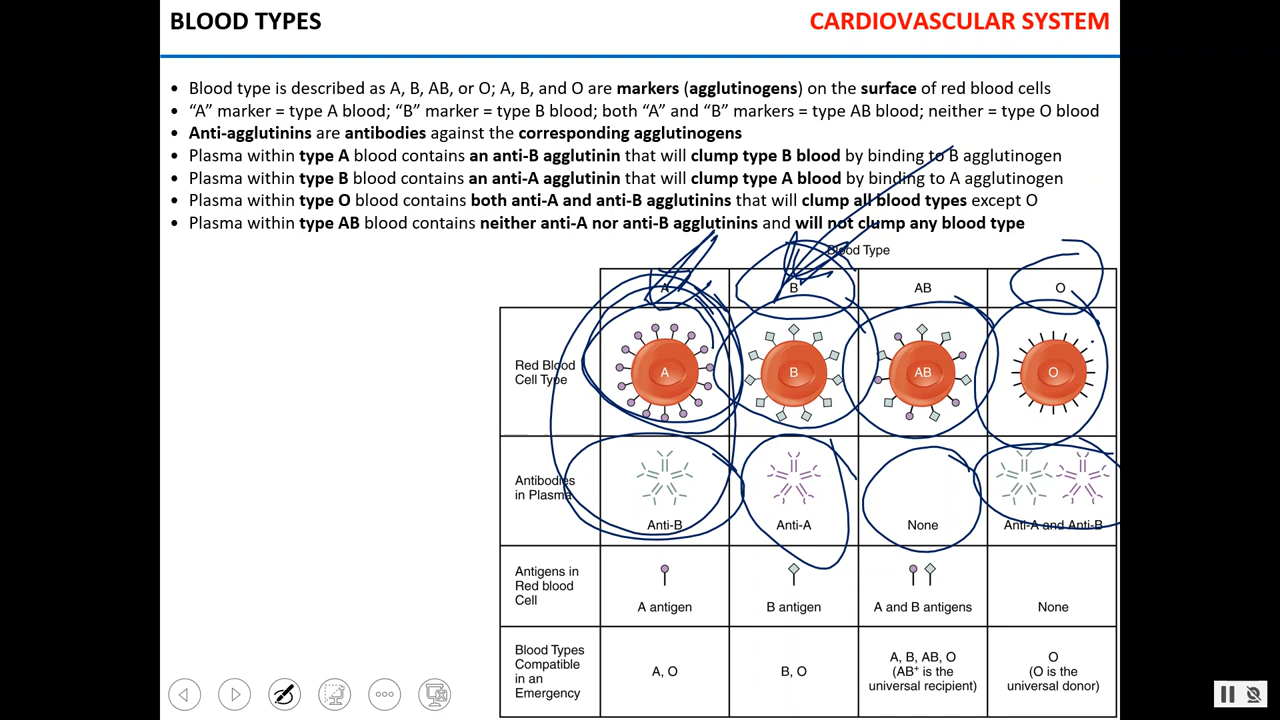 BLOOD TYPES
CARDIOVASCULAR SYSTEM
• Blood type is described as A, B, AB, or O; A, B, and O are markers (agglutinogens) on the surface of red blood cells
• “A” marker = type A blood; “B” marker = type B blood; both “A” and “B” markers = type AB blood; neither = type O blood
• Anti-agglutinins are antibodies against the corresponding agglutinogens
• Plasma within type A blood contains an anti-B agglutinin that will clump type B blood by binding to B agglutinogen
• Plasma within type B blood contains an anti-A agglutinin that will clump type A blood by binding to A agglutinogen
• Plasma within type O blood contains both anti-A and anti-B agglutinins that will clump all blood types except O
• Plasma within type AB blood contains neither anti-A nor anti-B agglutinins and will not clump any blood type
Blood Type
A B AB O
Red Blood
Cell Type
A B AB O
Antibodies
in Plasma
Anti-B Anti-A None Anti-A and Anti-B
Antigens in
Red blood
Cell
A antigen B antigen A and B antigens None
Blood Types
Compatible
in an
Emergency
A, O
B, O
A, B, AB, O
(AB⁺ is the
universal recipient)
O
(O is the
universal donor)